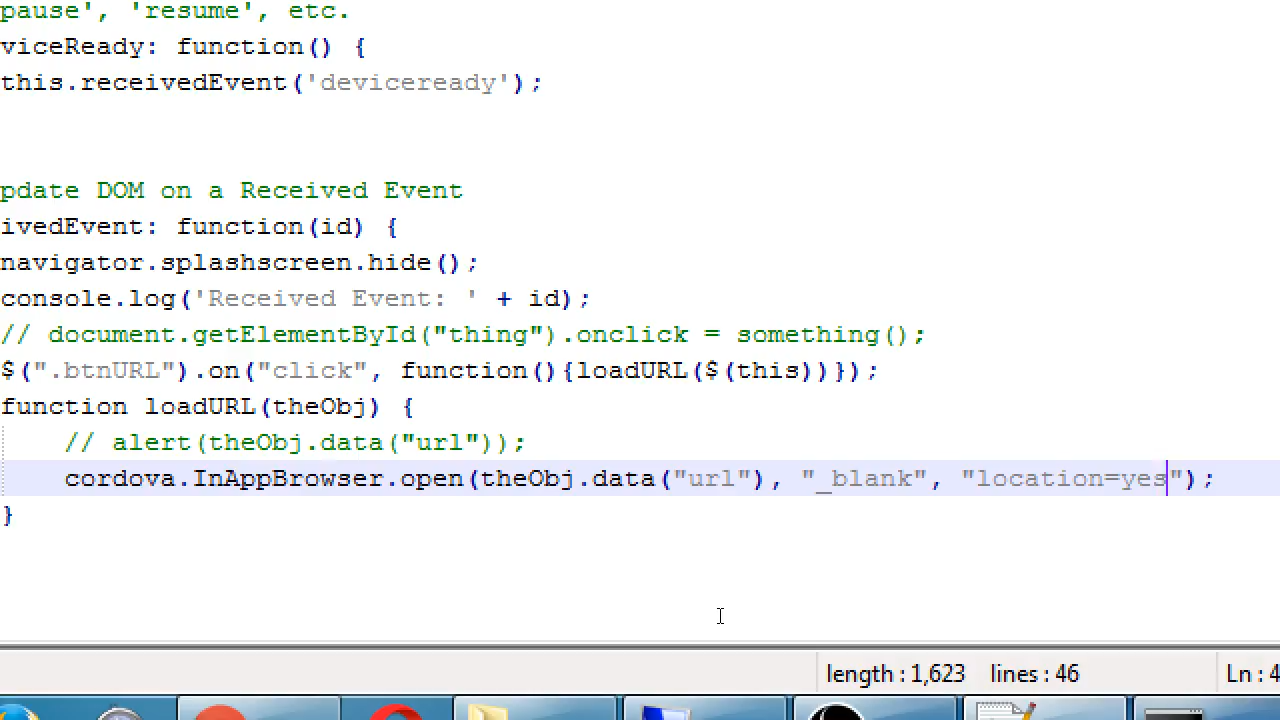 pause', 'resume', etc.
viceReady: function() {
this.receivedEvent('deviceready');
pdate DOM on a Received Event
ivedEvent: function(id) {
navigator.splashscreen.hide();
console.log('Received Event: ' + id);
// document.getElementById("thing").onclick = something();
$(".btnURL").on("click", function(){loadURL($(this))});
function loadURL(theObj) {
// alert(theObj.data("url"));
cordova.InAppBrowser.open(theObj.data("url"), "_blank", "location=yes");
}
length : 1,623 lines : 46
Ln : 4